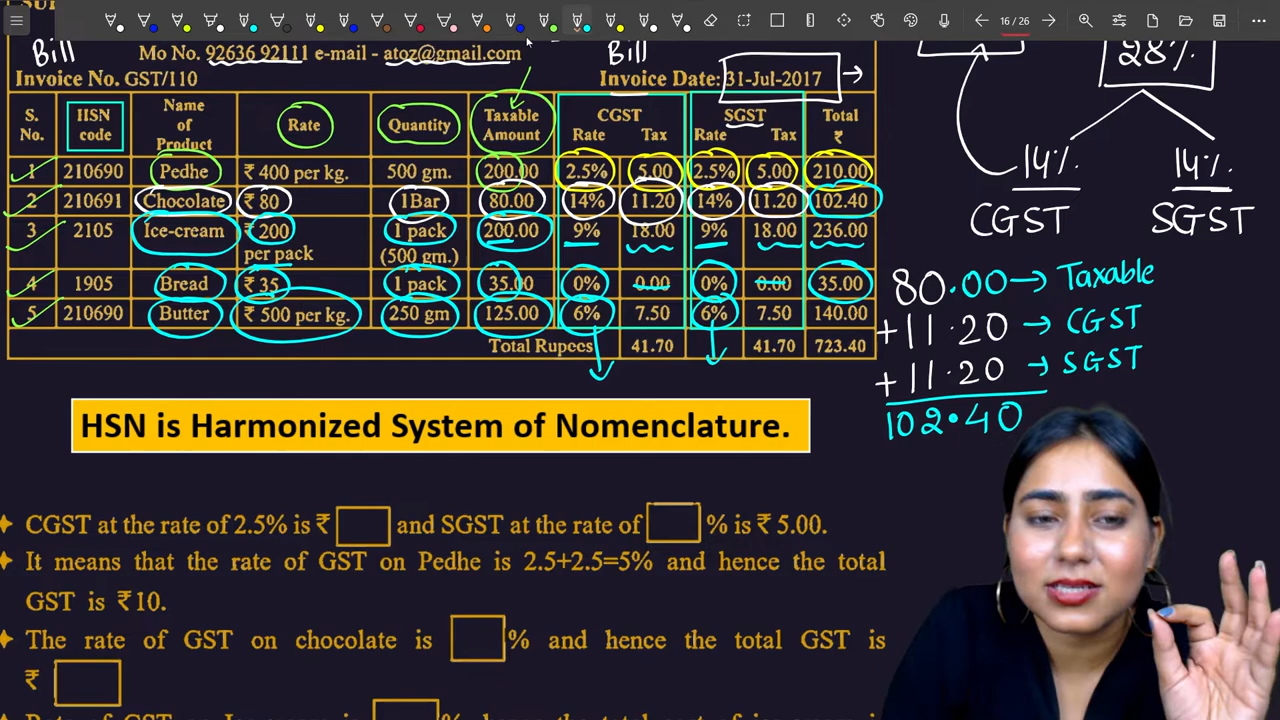 16 / 26
Bill
Mo No. 92636 92111 e-mail - atoz@gmail.com
Bill
Invoice No. GST/110
Invoice Date: 31-Jul-2017 →
S. No. HSN code Name of Product Rate Quantity Taxable Amount CGST Rate Tax SGST Rate Tax Total ₹
1 210690 Pedhe ₹ 400 per kg. 500 gm. 200.00 2.5% 5.00 2.5% 5.00 210.00
2 210691 Chocolate ₹ 80 1Bar 80.00 14% 11.20 14% 11.20 102.40
3 2105 Ice-cream ₹ 200 per pack 1 pack (500 gm.) 200.00 9% 18.00 9% 18.00 236.00
4 1905 Bread ₹ 35 1 pack 35.00 0% 0.00 0% 0.00 35.00
5 210690 Butter ₹ 500 per kg. 250 gm 125.00 6% 7.50 6% 7.50 140.00
Total Rupees 41.70 41.70 723.40
28%
14% 14%
CGST SGST
80.00 → Taxable
+11.20 → CGST
+11.20 → SGST
102.40
HSN is Harmonized System of Nomenclature.
CGST at the rate of 2.5% is ₹ and SGST at the rate of % is ₹ 5.00.
It means that the rate of GST on Pedhe is 2.5+2.5=5% and hence the total
GST is ₹10.
The rate of GST on chocolate is % and hence the total GST is
₹